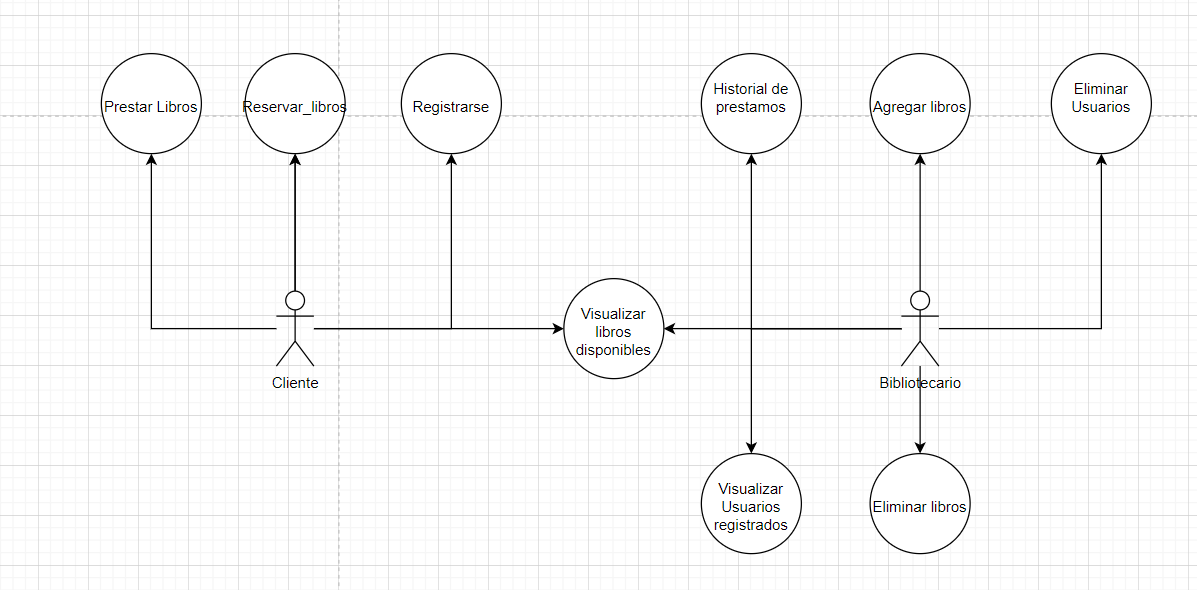 Prestar Libros
Reservar_libros
Registrarse
Historial de
prestamos
Agregar libros
Eliminar
Usuarios
Visualizar
libros
disponibles
Cliente
Bibliotecario
Visualizar
Usuarios
registrados
Eliminar libros